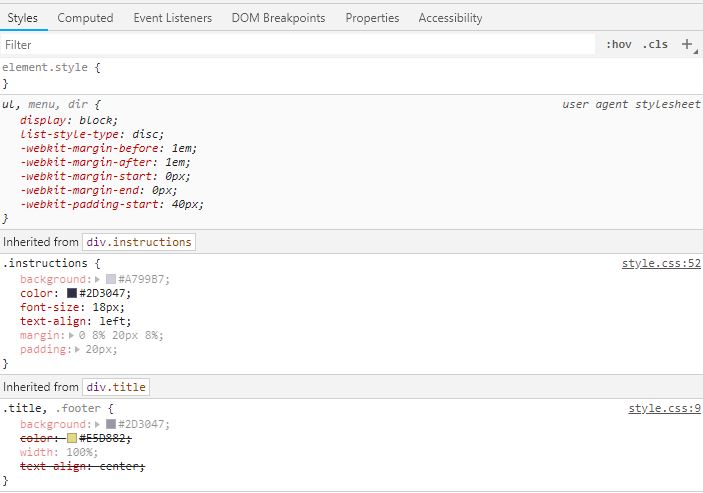 Styles Computed Event Listeners DOM Breakpoints Properties Accessibility
Filter :hov .cls +
element.style {
}
ul, menu, dir { user agent stylesheet
display: block;
list-style-type: disc;
-webkit-margin-before: 1em;
-webkit-margin-after: 1em;
-webkit-margin-start: 0px;
-webkit-margin-end: 0px;
-webkit-padding-start: 40px;
}
Inherited from div.instructions
.instructions { style.css:52
background: #A799B7;
color: #2D3047;
font-size: 18px;
text-align: left;
margin: 0 8% 20px 8%;
padding: 20px;
}
Inherited from div.title
.title, .footer { style.css:9
background: #2D3047;
color: #E5D882;
width: 100%;
text-align: center;
}